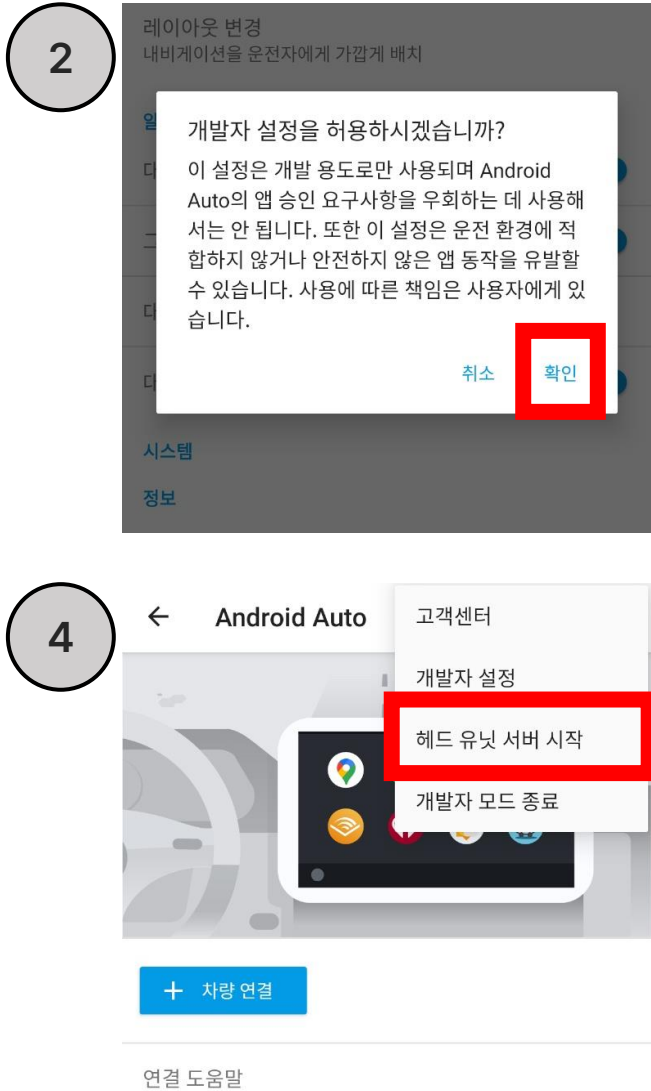 2
레이아웃 변경
내비게이션을 운전자에게 가깝게 배치
개발자 설정을 허용하시겠습니까?
이 설정은 개발 용도로만 사용되며 Android
Auto의 앱 승인 요구사항을 우회하는 데 사용해
서는 안 됩니다. 또한 이 설정은 운전 환경에 적
합하지 않거나 안전하지 않은 앱 동작을 유발할
수 있습니다. 사용에 따른 책임은 사용자에게 있
습니다.
취소 확인
시스템
정보
4
Android Auto
고객센터
개발자 설정
헤드 유닛 서버 시작
개발자 모드 종료
+ 차량 연결
연결 도움말